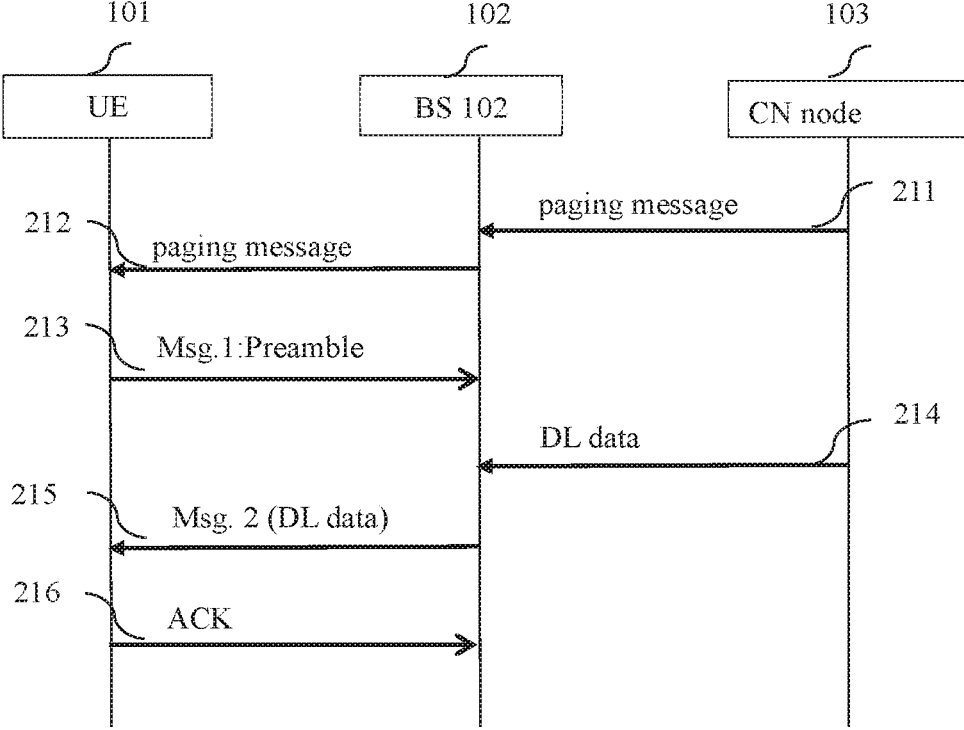 101
102
103
UE
BS 102
CN node
211
paging message
212
paging message
213
Msg.1:Preamble
214
DL data
215
Msg. 2 (DL data)
216
ACK